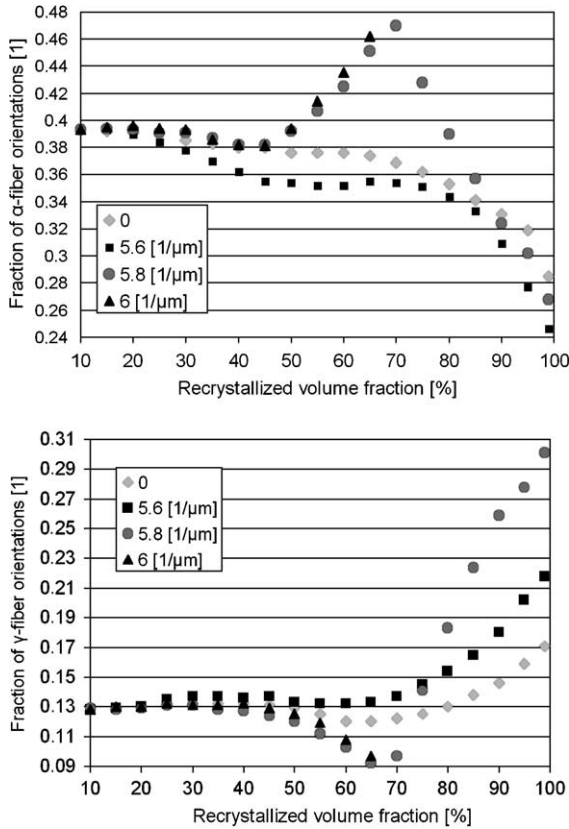 Fraction of α-fiber orientations [1]
0.48
0.46
0.44
0.42
0.4
0.38
0.36
0.34
0.32
0.3
0.28
0.26
0.24
0
5.6 [1/μm]
5.8 [1/μm]
6 [1/μm]
10 20 30 40 50 60 70 80 90 100
Recrystallized volume fraction [%]
Fraction of γ-fiber orientations [1]
0.31
0.29
0.27
0.25
0.23
0.21
0.19
0.17
0.15
0.13
0.11
0.09
0
5.6 [1/μm]
5.8 [1/μm]
6 [1/μm]
10 20 30 40 50 60 70 80 90 100
Recrystallized volume fraction [%]